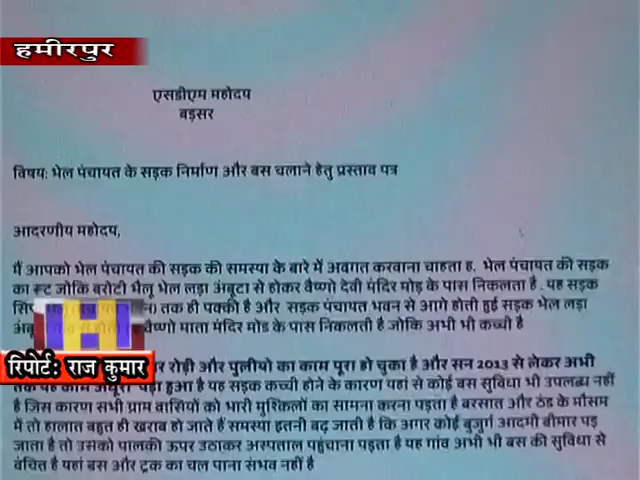 हमीरपुर
एसडीएम महोदय
बड़सर
विषय: भेल पंचायत के सड़क निर्माण और बस चलाने हेतु प्रस्ताव पत्र
आदरणीय महोदय,
मैं आपको भेल पंचायत की सड़क की समस्या के बारे में अवगत करवाना चाहता ह. भेल पंचायत की सड़क
का रूट जोकि बरोटी भैलू भेल लड़ा अंबूटा से होकर वैष्णो देवी मंदिर मोड़ के पास निकलता है . यह सड़क
तक ही पक्की है और सड़क पंचायत भवन से आगे होती हुई सड़क भेल लड़ा
वैष्णो माता मंदिर मोड के पास निकलती है जोकि अभी भी कच्ची है
रोढ़ी और पुलीयो का काम पूरा हो चुका है और सन 2013 से लेकर अभी
तक यह काम अधूरा पड़ा हुआ है यह सड़क कच्ची होने के कारण यहां से कोई बस सुविधा भी उपलब्ध नहीं
है जिस कारण सभी ग्राम वासियों को भारी मुश्किलों का सामना करना पड़ता है बरसात और ठंड के मौसम
में तो हालात बहुत ही खराब हो जाते हैं समस्या इतनी बढ़ जाती है कि अगर कोई बुजुर्ग आदमी बीमार पड़
जाता है तो उसको पालकी ऊपर उठाकर अस्पताल पहुंचाना पड़ता है यह गांव अभी भी बस की सुविधा से
वंचित है यहां बस और ट्रक का चल पाना संभव नहीं है
HI
रिपोर्ट: राज कुमार